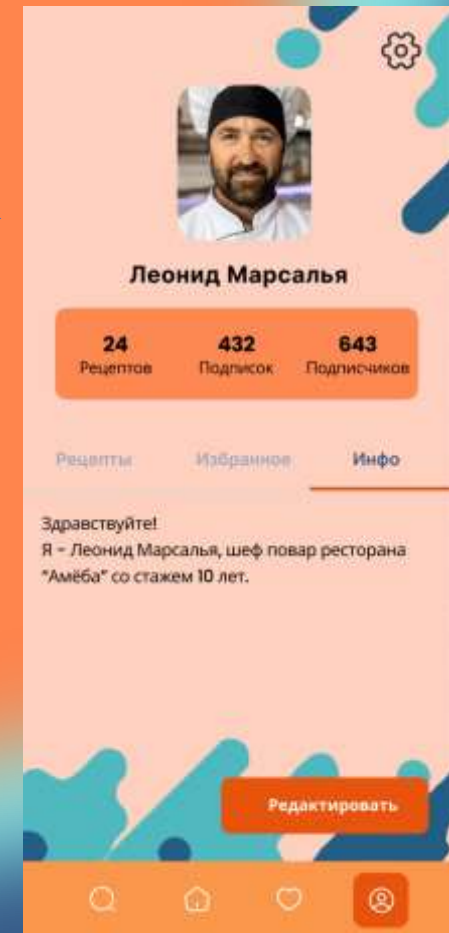 Леонид Марсалья
24 432 643
Рецептов Подписок Подписчиков
Рецепты Избранное Инфо
Здравствуйте!
Я - Леонид Марсалья, шеф повар ресторана
"Амёба" со стажем 10 лет.
Редактировать